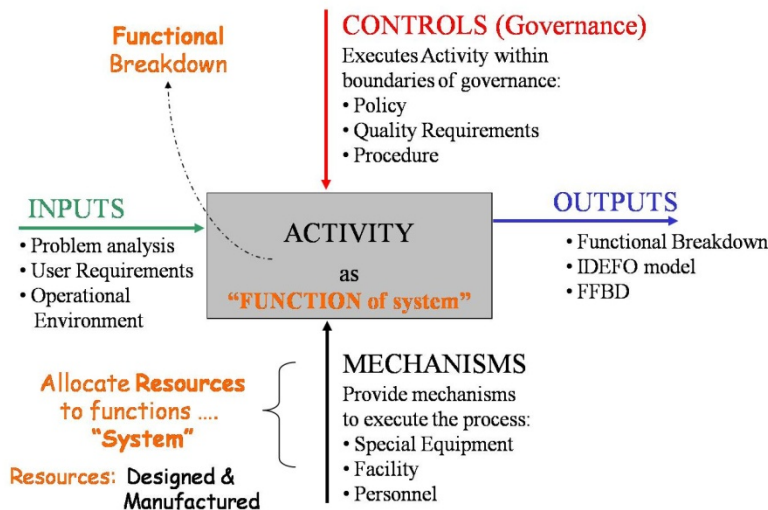 Functional
Breakdown
CONTROLS (Governance)
Executes Activity within
boundaries of governance:
• Policy
• Quality Requirements
• Procedure
INPUTS
• Problem analysis
• User Requirements
• Operational
Environment
ACTIVITY
as
“FUNCTION of system”
OUTPUTS
• Functional Breakdown
• IDEFO model
• FFBD
MECHANISMS
Provide mechanisms
to execute the process:
• Special Equipment
• Facility
• Personnel
Allocate Resources
to functions ....
“System”
Resources: Designed &
Manufactured